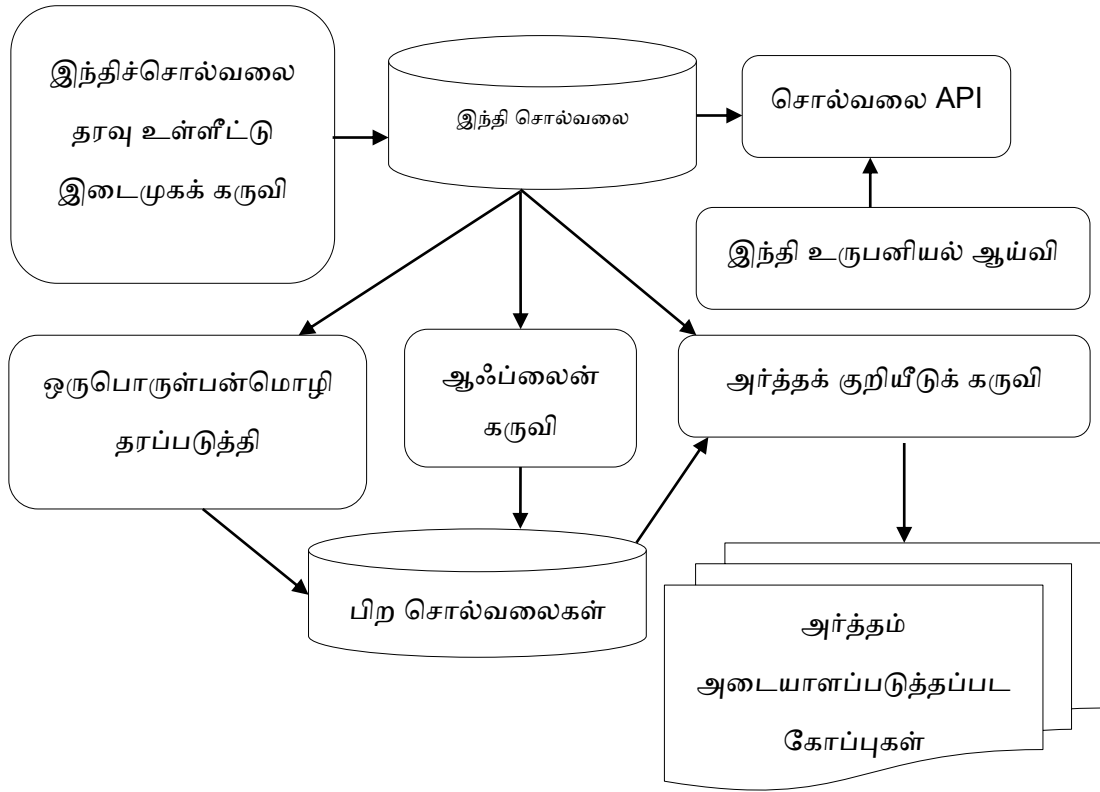 இந்திச்சொல்வலை
தரவு உள்ளீட்டு
இடைமுகக் கருவி
இந்தி சொல்வலை
சொல்வலை API
இந்தி உருபனியல் ஆய்வி
ஒருபொருள்பன்மொழி
தரப்படுத்தி
ஆஃப்லைன்
கருவி
அர்த்தக் குறியீடுக் கருவி
பிற சொல்வலைகள்
அர்த்தம்
அடையாளப்படுத்தப்பட
கோப்புகள்